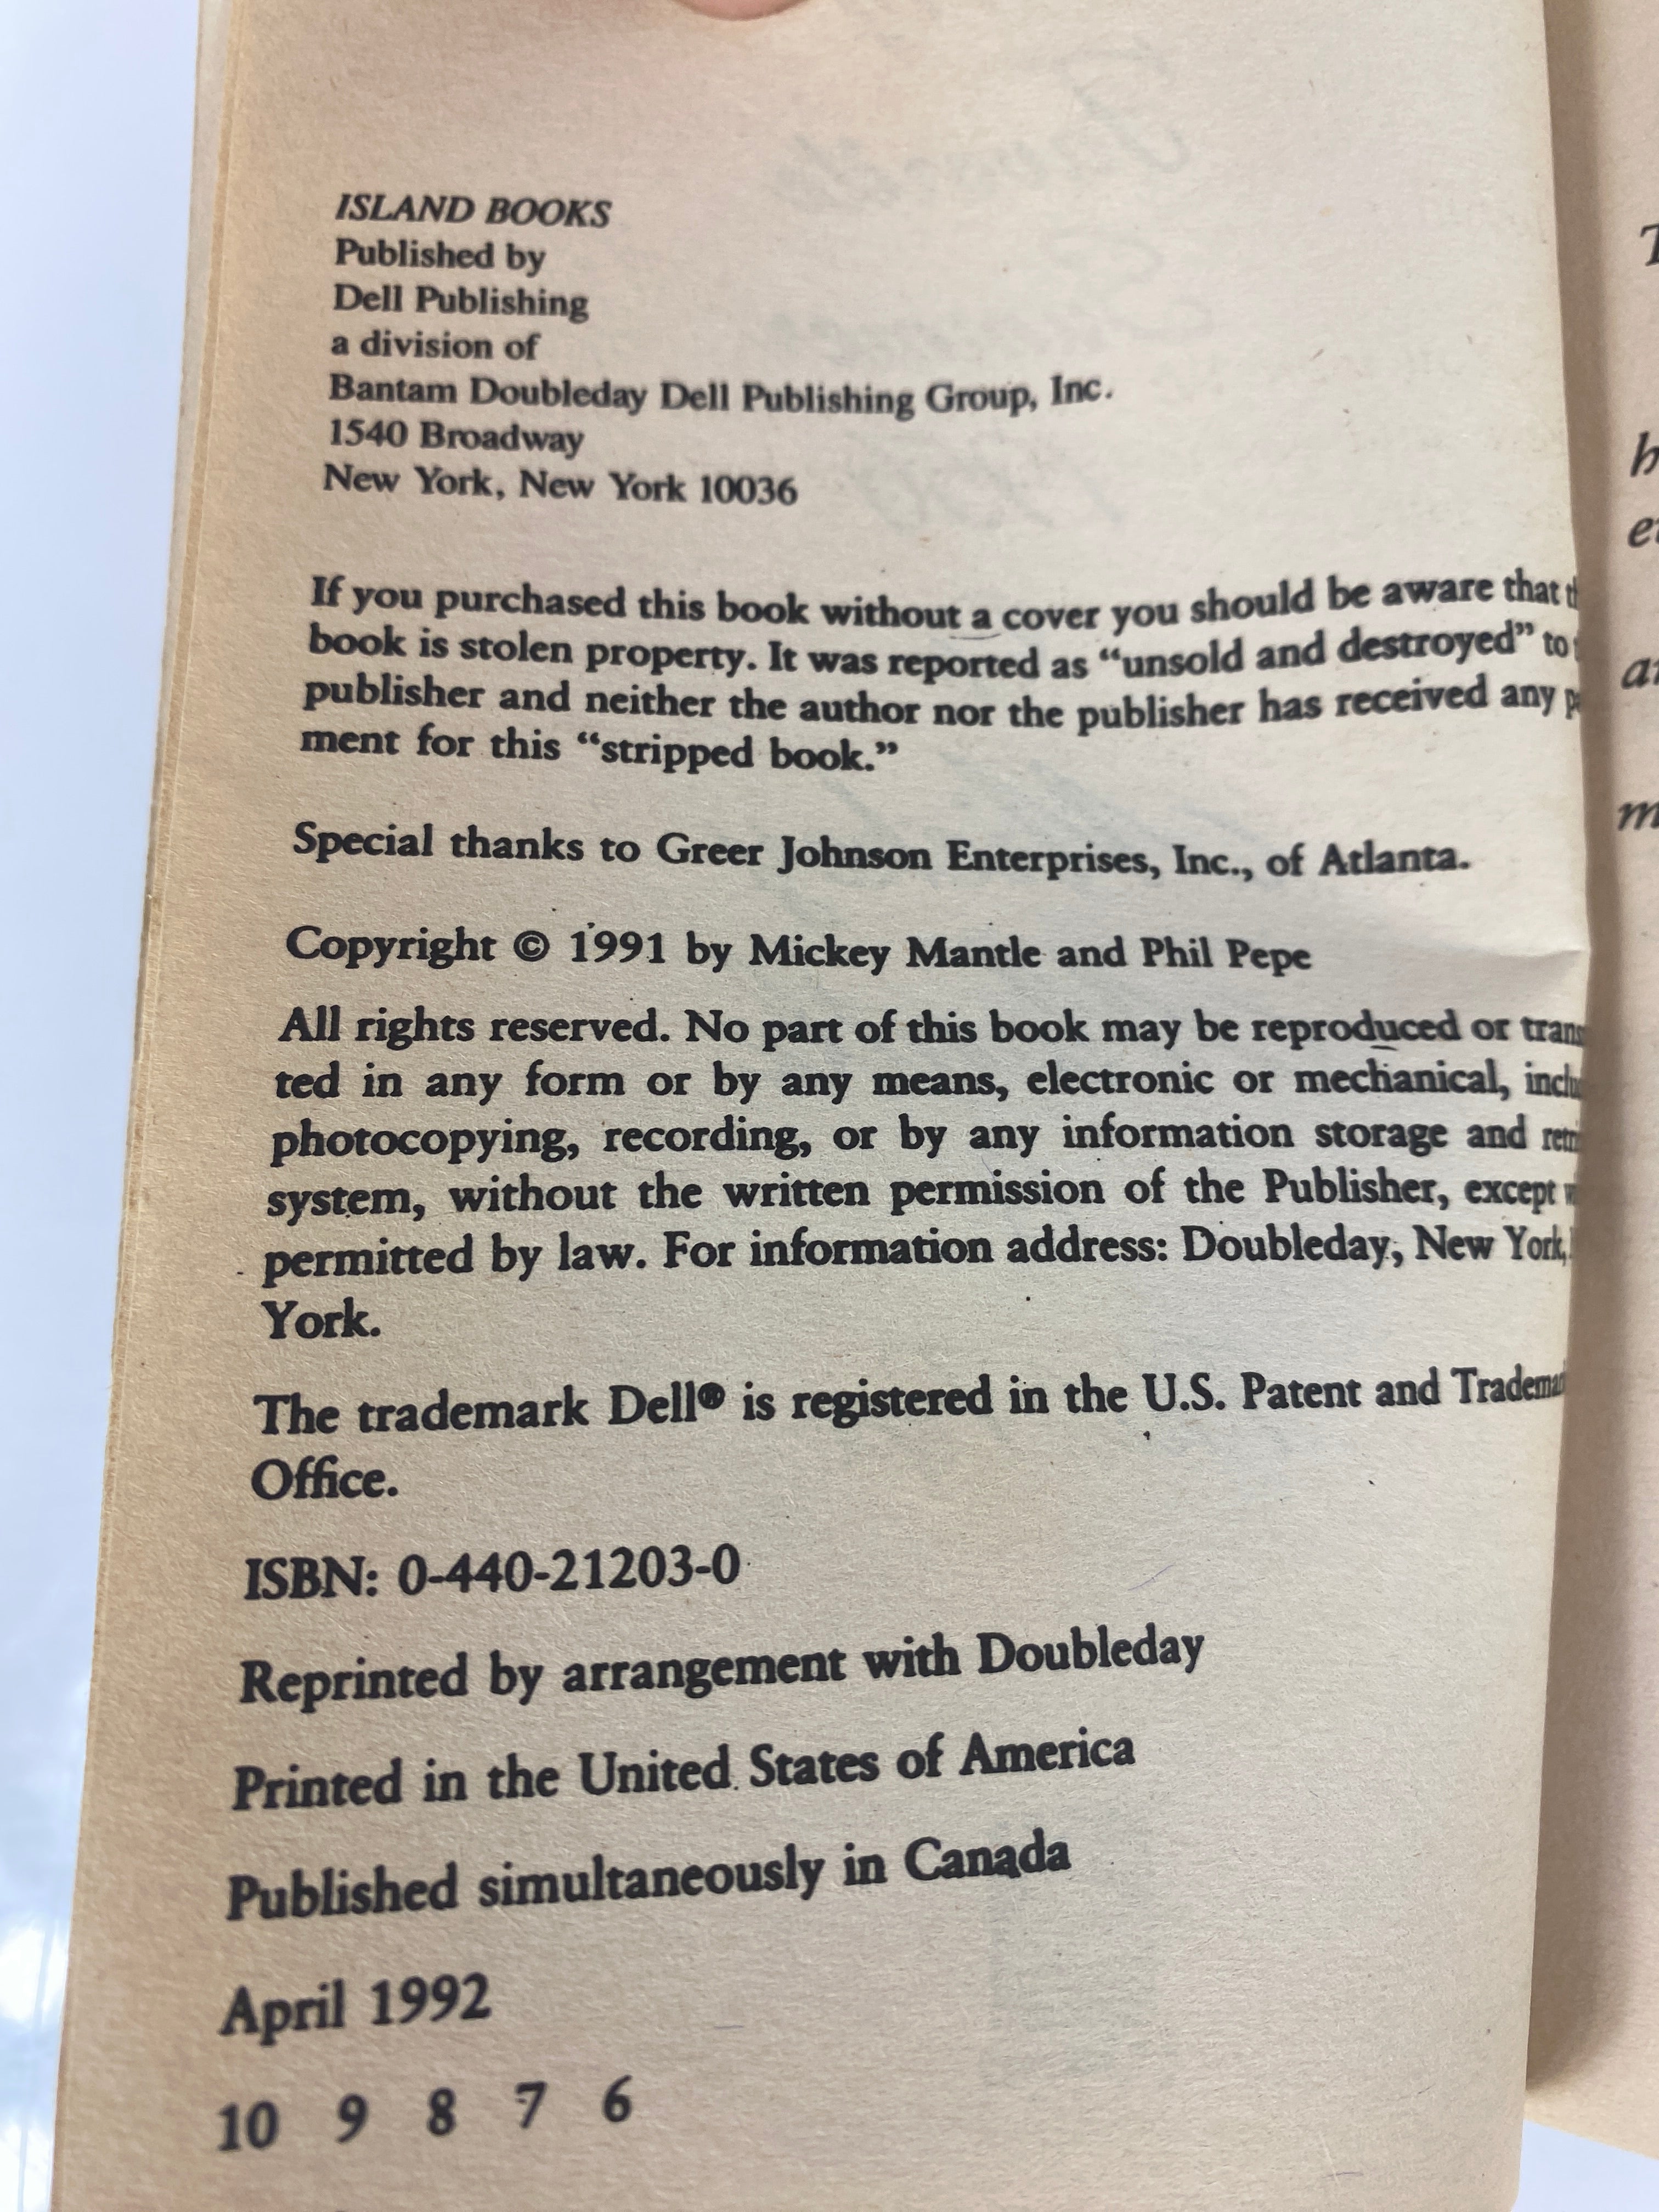 ISLAND BOOKS
Published by
Dell Publishing
a division of
Bantam Doubleday Dell Publishing Group, Inc.
1540 Broadway
New York, New York 10036
If you purchased this book without a cover you should be aware that
book is stolen property. It was reported as “unsold and destroyed” to
publisher and neither the author nor the publisher has received any
ment for this “stripped book.”
Special thanks to Greer Johnson Enterprises, Inc., of Atlanta.
Copyright © 1991 by Mickey Mantle and Phil Pepe
All rights reserved. No part of this book may be reproduced or
ted in any form or by any means, electronic or mechanical,
photocopying, recording, or by any information storage and
system, without the written permission of the Publisher, except
permitted by law. For information address: Doubleday, New York,
York.
The trademark Dell® is registered in the U.S. Patent and
Office.
ISBN: 0-440-21203-0
Reprinted by arrangement with Doubleday
Printed in the United States of America
Published simultaneously in Canada
April 1992
10 9 8 7 6